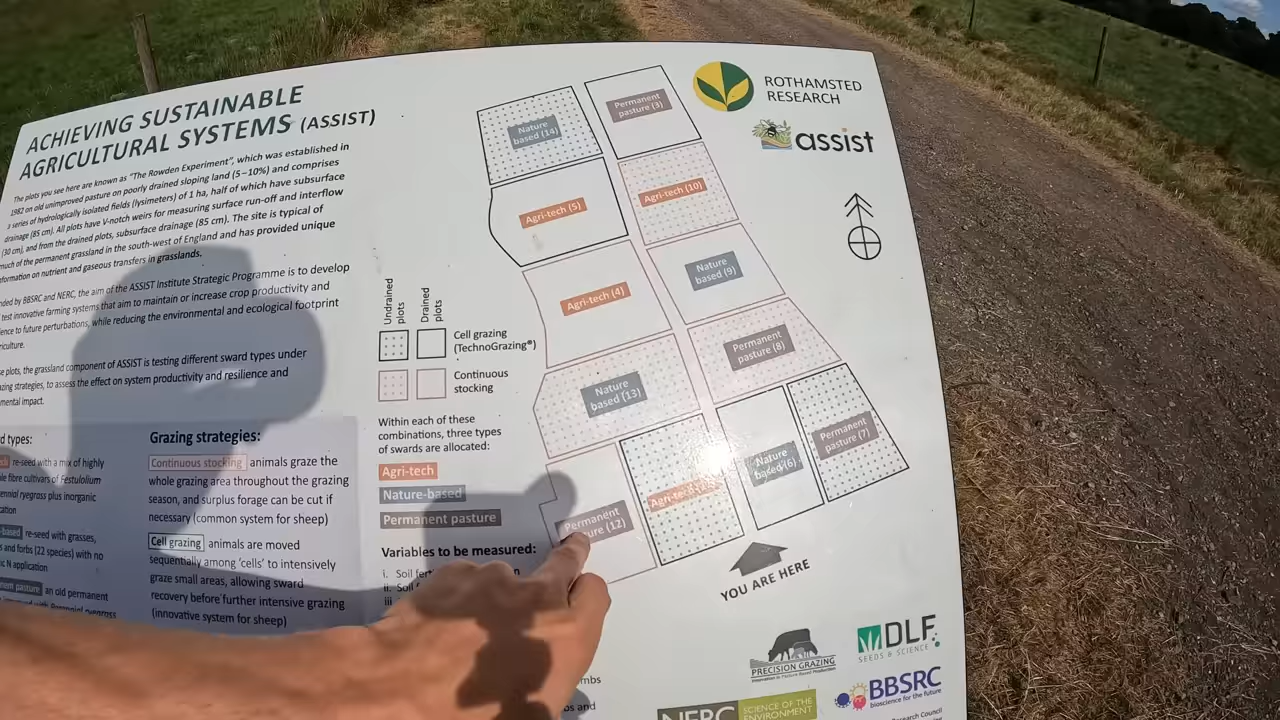 ACHIEVING SUSTAINABLE
AGRICULTURAL SYSTEMS (ASSIST)
The plots you see here are known as "The Rowden Experiment", which was established in
1982 on old unimproved pasture on poorly drained sloping land (5–10%) and comprises
a series of hydrologically isolated fields (lysimeters) of 1 ha, half of which have subsurface
drainage (85 cm). All plots have V-notch weirs for measuring surface run-off and interflow
(30 cm), and from the drained plots, subsurface drainage (85 cm). The site is typical of
much of the permanent grassland in the south-west of England and has provided unique
on nutrient and gaseous transfers in grasslands.
by BBSRC and NERC, the aim of the ASSIST Institute Strategic Programme is to develop
test innovative farming systems that aim to maintain or increase crop productivity and
to future perturbations, while reducing the environmental and ecological footprint
plots, the grassland component of ASSIST is testing different sward types under
strategies, to assess the effect on system productivity and resilience and
impact.
types:
re-seed with a mix of highly
fibre cultivars of Festulolium
ryegrass plus inorganic
re-seed with grasses,
and forbs (22 species) with no
N application
an old permanent
Grazing strategies:
Continuous stocking animals graze the
whole grazing area throughout the grazing
season, and surplus forage can be cut if
necessary (common system for sheep)
Cell grazing animals are moved
sequentially among 'cells' to intensively
graze small areas, allowing sward
recovery before further intensive grazing
(innovative system for sheep)
Undrained
plots
Drained
plots
Cell grazing
(TechnoGrazing®)
Continuous
stocking
Within each of these
combinations, three types
of swards are allocated:
Agri-tech
Nature-based
Permanent pasture
Variables to be measured:
i. Soil
ii. Soil
iii
Nature
based (14)
Permanent
pasture (3)
Agri-tech (5)
Agri-tech (10)
Agri-tech (4)
Nature
based (9)
Nature
based (13)
Permanent
pasture (8)
Permanent
(12)
Agri-tech
Nature
based (6)
Permanent
pasture (7)
YOU ARE HERE
ROTHAMSTED
RESEARCH
assist
PRECISION GRAZING
DLF
SEEDS & SCIENCE
BBSRC
bioscience for the future
NERC SCIENCE OF THE
ENVIRONMENT
Research Council